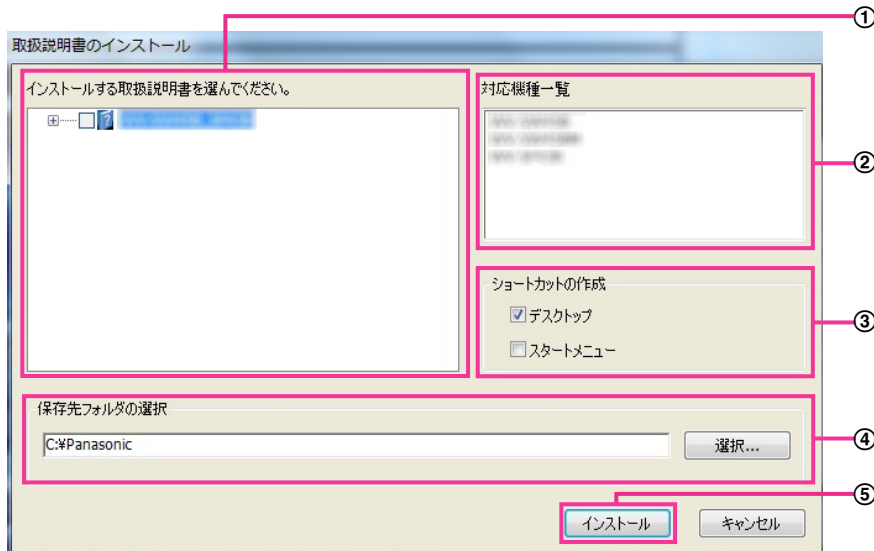 ①
取扱説明書のインストール
インストールする取扱説明書を選んでください。
対応機種一覧
②
ショートカットの作成
デスクトップ
スタートメニュー
③
保存先フォルダの選択
C:¥Panasonic
選択...
④
⑤
インストール
キャンセル